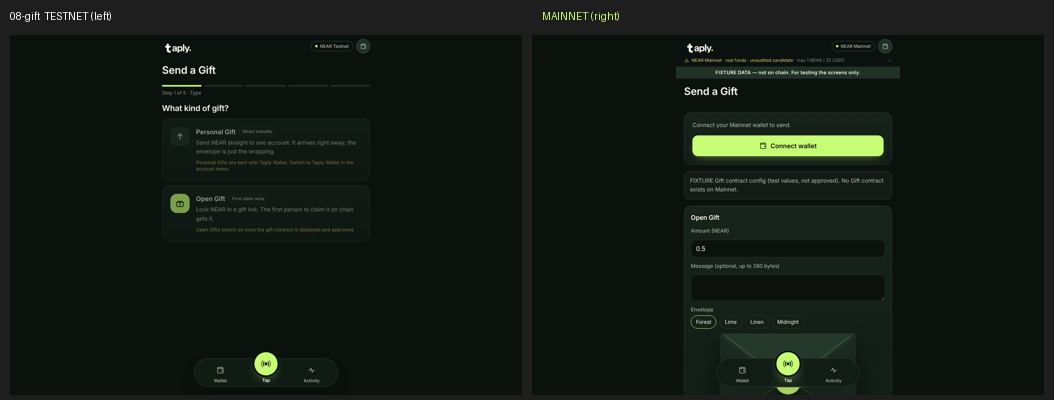 08-gift TESTNET (left)
MAINNET (right)
taply.
NEAR Testnet
Send a Gift
Step 1 of 5 · Type
What kind of gift?
Personal Gift
Direct transfer
Send NEAR straight to one account. It arrives right away; the
envelope is just the wrapping.
Personal Gifts are sent with Taply Wallet. Switch to Taply Wallet in the
account menu.
Open Gift
First claim wins
Lock NEAR in a gift link. The first person to claim it on chain
gets it.
Open Gifts switch on once the gift contract is deployed and approved.
Wallet
Tap
Activity
taply.
NEAR Mainnet
NEAR Mainnet · real funds · unaudited candidate · max 1 NEAR / 25 USDC
FIXTURE DATA — not on chain. For testing the screens only.
Send a Gift
Connect your Mainnet wallet to send.
Connect wallet
FIXTURE Gift contract config (test values, not approved). No Gift contract
exists on Mainnet.
Open Gift
Amount (NEAR)
0.5
Message (optional, up to 280 bytes)
Envelope
Forest
Lime
Linen
Midnight
Wallet
Tap
Activity